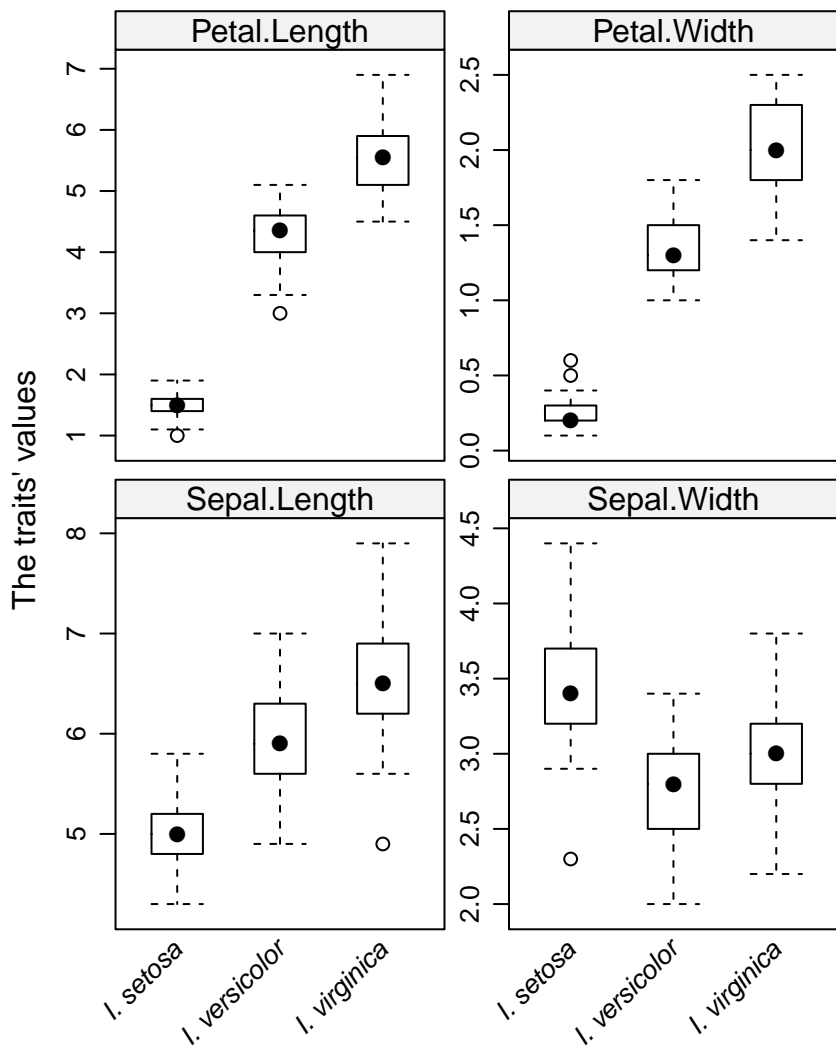 Petal.Length
Petal.Width
7
6
5
4
3
2
1
2.5
2.0
1.5
1.0
0.5
0.0
The traits' values
Sepal.Length
Sepal.Width
8
7
6
5
4.5
4.0
3.5
3.0
2.5
2.0
I. setosa
I. versicolor
I. virginica
I. setosa
I. versicolor
I. virginica